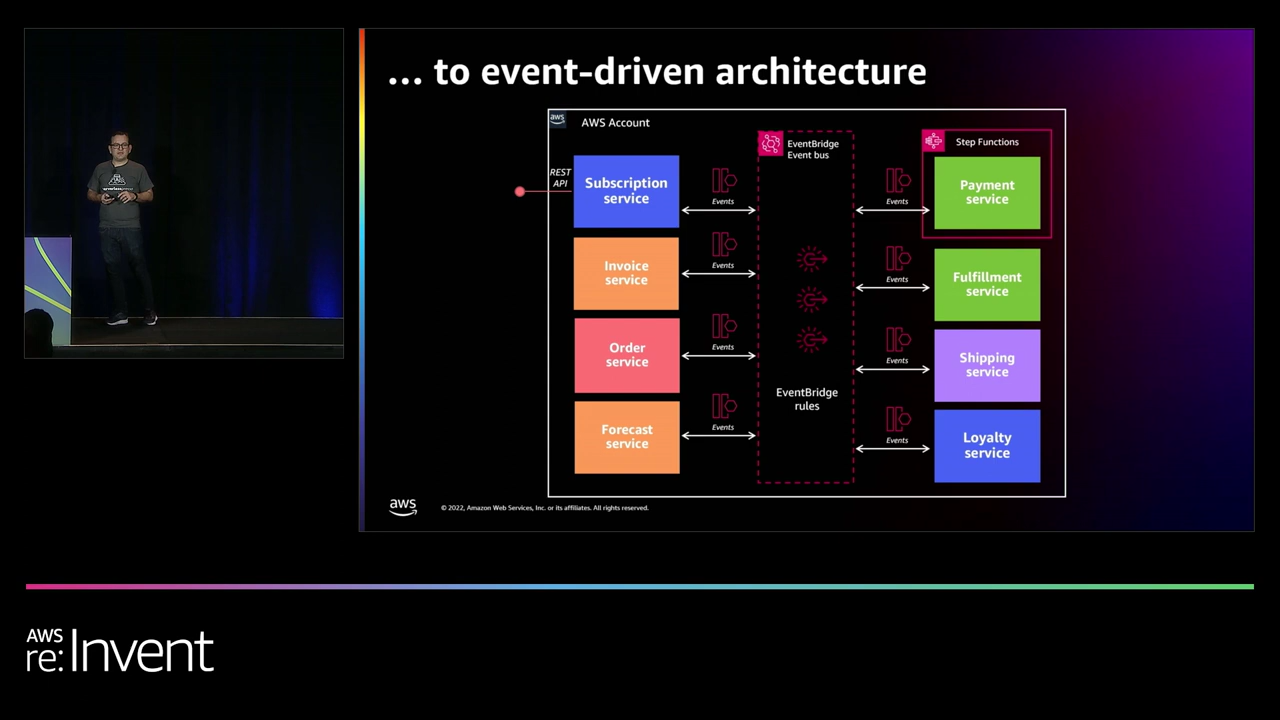 ... to event-driven architecture
aws
AWS Account
REST
API
Subscription
service
Events
EventBridge
Event bus
Events
Step Functions
Payment
service
Invoice
service
Events
Events
Fulfillment
service
Order
service
Events
Events
Shipping
service
Forecast
service
Events
EventBridge
rules
Events
Loyalty
service
aws
© 2022, Amazon Web Services, Inc. or its affiliates. All rights reserved.
AWS
re:Invent